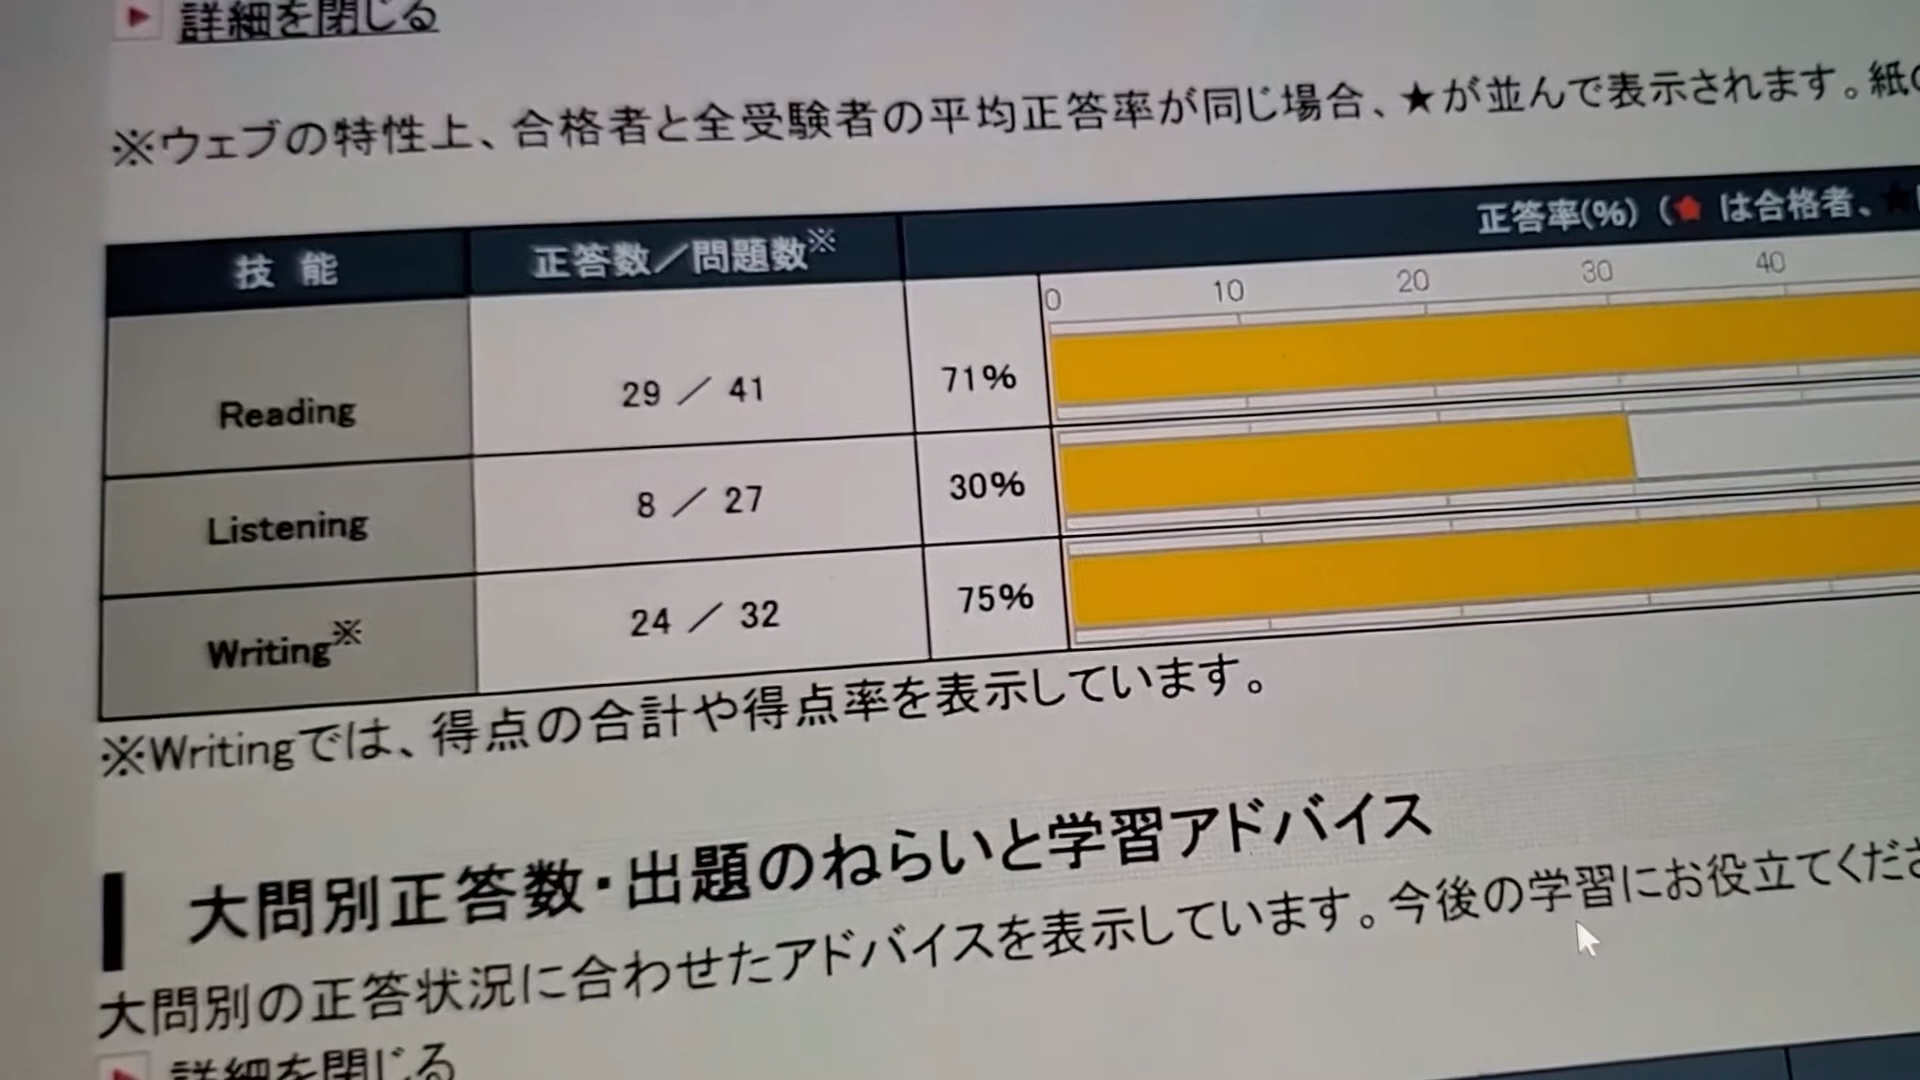 詳細を閉じる
※ウェブの特性上、合格者と全受験者の平均正答率が同じ場合、★が並んで表示されます。紙の
技 能
正答数／問題数※
正答率(%) (★ は合格者、★
0 10 20 30 40
Reading 29 ／ 41 71%
Listening 8 ／ 27 30%
Writing※ 24 ／ 32 75%
※Writingでは、得点の合計や得点率を表示しています。
大問別正答数・出題のねらいと学習アドバイス
大問別の正答状況に合わせたアドバイスを表示しています。今後の学習にお役立てくださ
詳細を閉じる